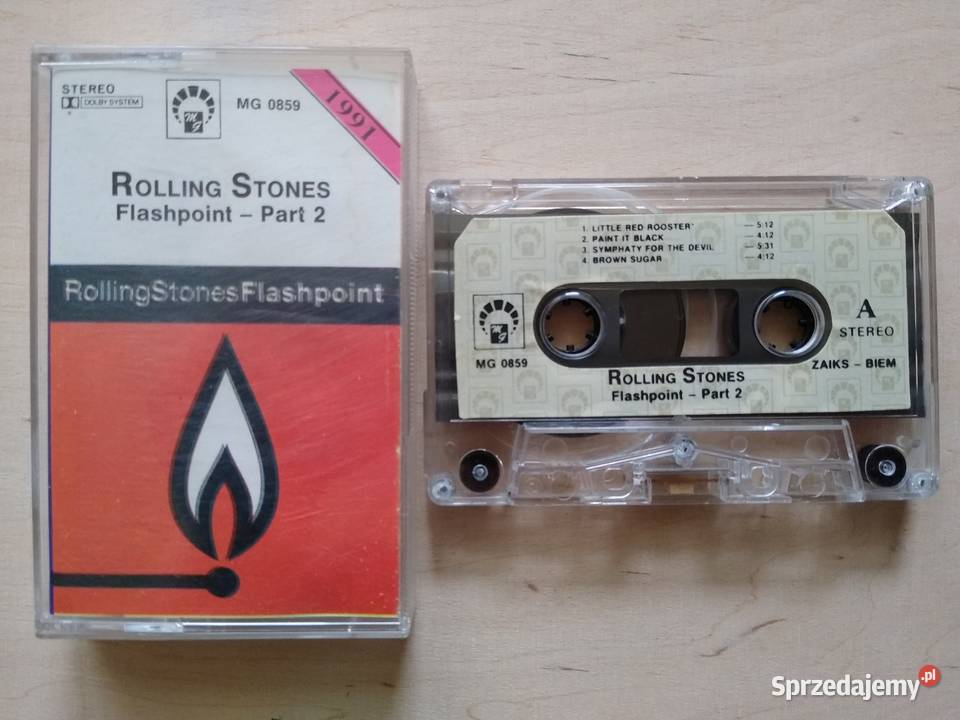 STEREO
DOLBY SYSTEM
MG
MG 0859
1991
ROLLING STONES
Flashpoint – Part 2
RollingStonesFlashpoint
1. LITTLE RED ROOSTER — 5:12
2. PAINT IT BLACK — 4:12
3. SYMPHATY FOR THE DEVIL — 5:31
4. BROWN SUGAR — 4:12
MG
A
STEREO
MG 0859
ZAIKS – BIEM
ROLLING STONES
Flashpoint – Part 2
Sprzedajemy.pl